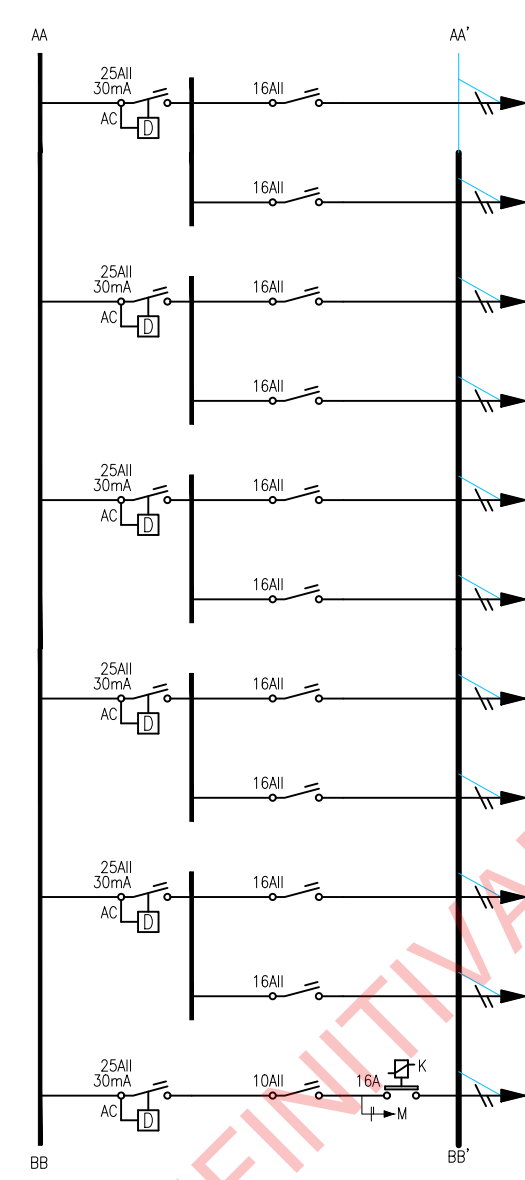 AA AA'
25AII
30mA 16AII
AC D
16AII
25AII
30mA 16AII
AC D
16AII
25AII
30mA 16AII
AC D
16AII
25AII
30mA 16AII
AC D
16AII
25AII
30mA 16AII
AC D
16AII
25AII K
30mA 10AII 16A
AC D M
BB BB'
EFINITIVA